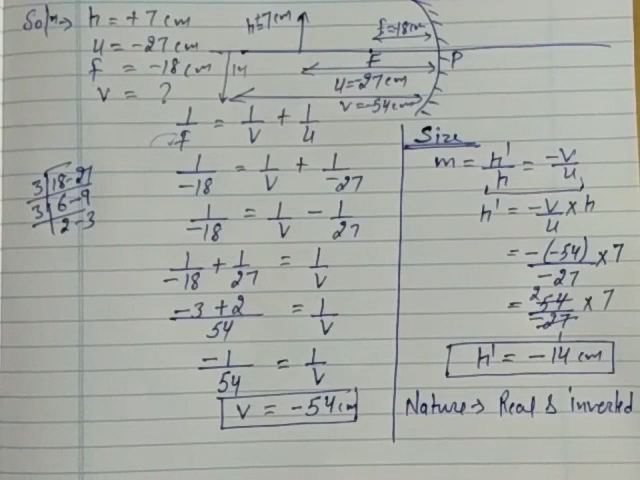 Soln→ h = +7 cm
u = -27 cm
f = -18 cm
v = ?
h=7cm
f=-18cm
F
P
u=-27cm
v=-54cm
1/f = 1/v + 1/u
1/-18 = 1/v + 1/-27
1/-18 = 1/v - 1/27
1/-18 + 1/27 = 1/v
-3+2/54 = 1/v
-1/54 = 1/v
v = -54cm
3 18-27
3 6-9
2-3
Size
m = h'/h = -v/u
h' = -v/u × h
= -(-54)/-27 × 7
= 2 54/-27 1 × 7
h' = -14 cm
Nature→ Real & inverted